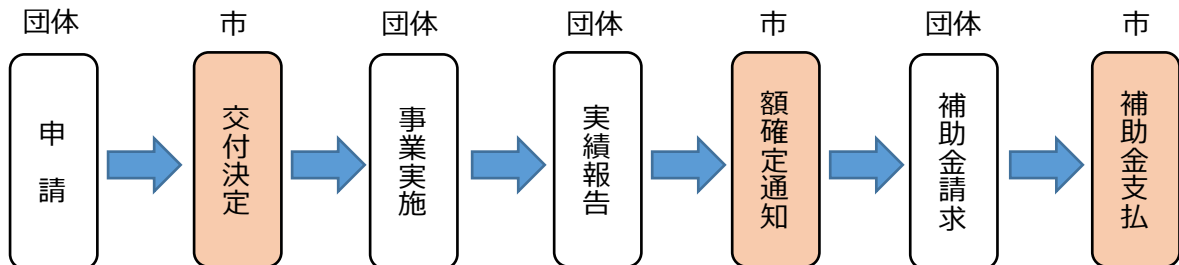 団体
市
団体
団体
市
団体
市
申請
交付決定
事業実施
実績報告
額確定通知
補助金請求
補助金支払